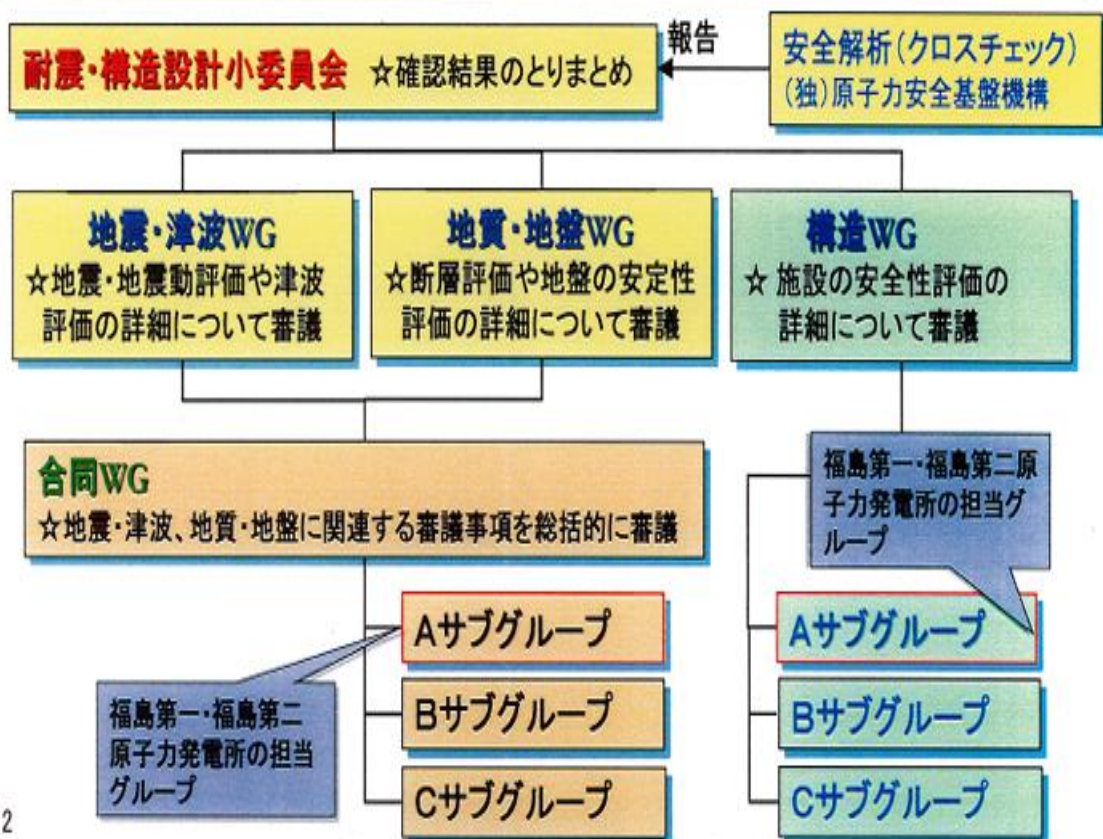 耐震・構造設計小委員会 ☆確認結果のとりまとめ
報告
安全解析(クロスチェック)
(独)原子力安全基盤機構
地震・津波WG
☆地震・地震動評価や津波
評価の詳細について審議
地質・地盤WG
☆断層評価や地盤の安定性
評価の詳細について審議
構造WG
☆ 施設の安全性評価の
詳細について審議
合同WG
☆地震・津波、地質・地盤に関連する審議事項を総括的に審議
福島第一・福島第二原
子力発電所の担当グ
ループ
Aサブグループ
Bサブグループ
Cサブグループ
福島第一・福島第二
原子力発電所の担当
グループ
Aサブグループ
Bサブグループ
Cサブグループ
2